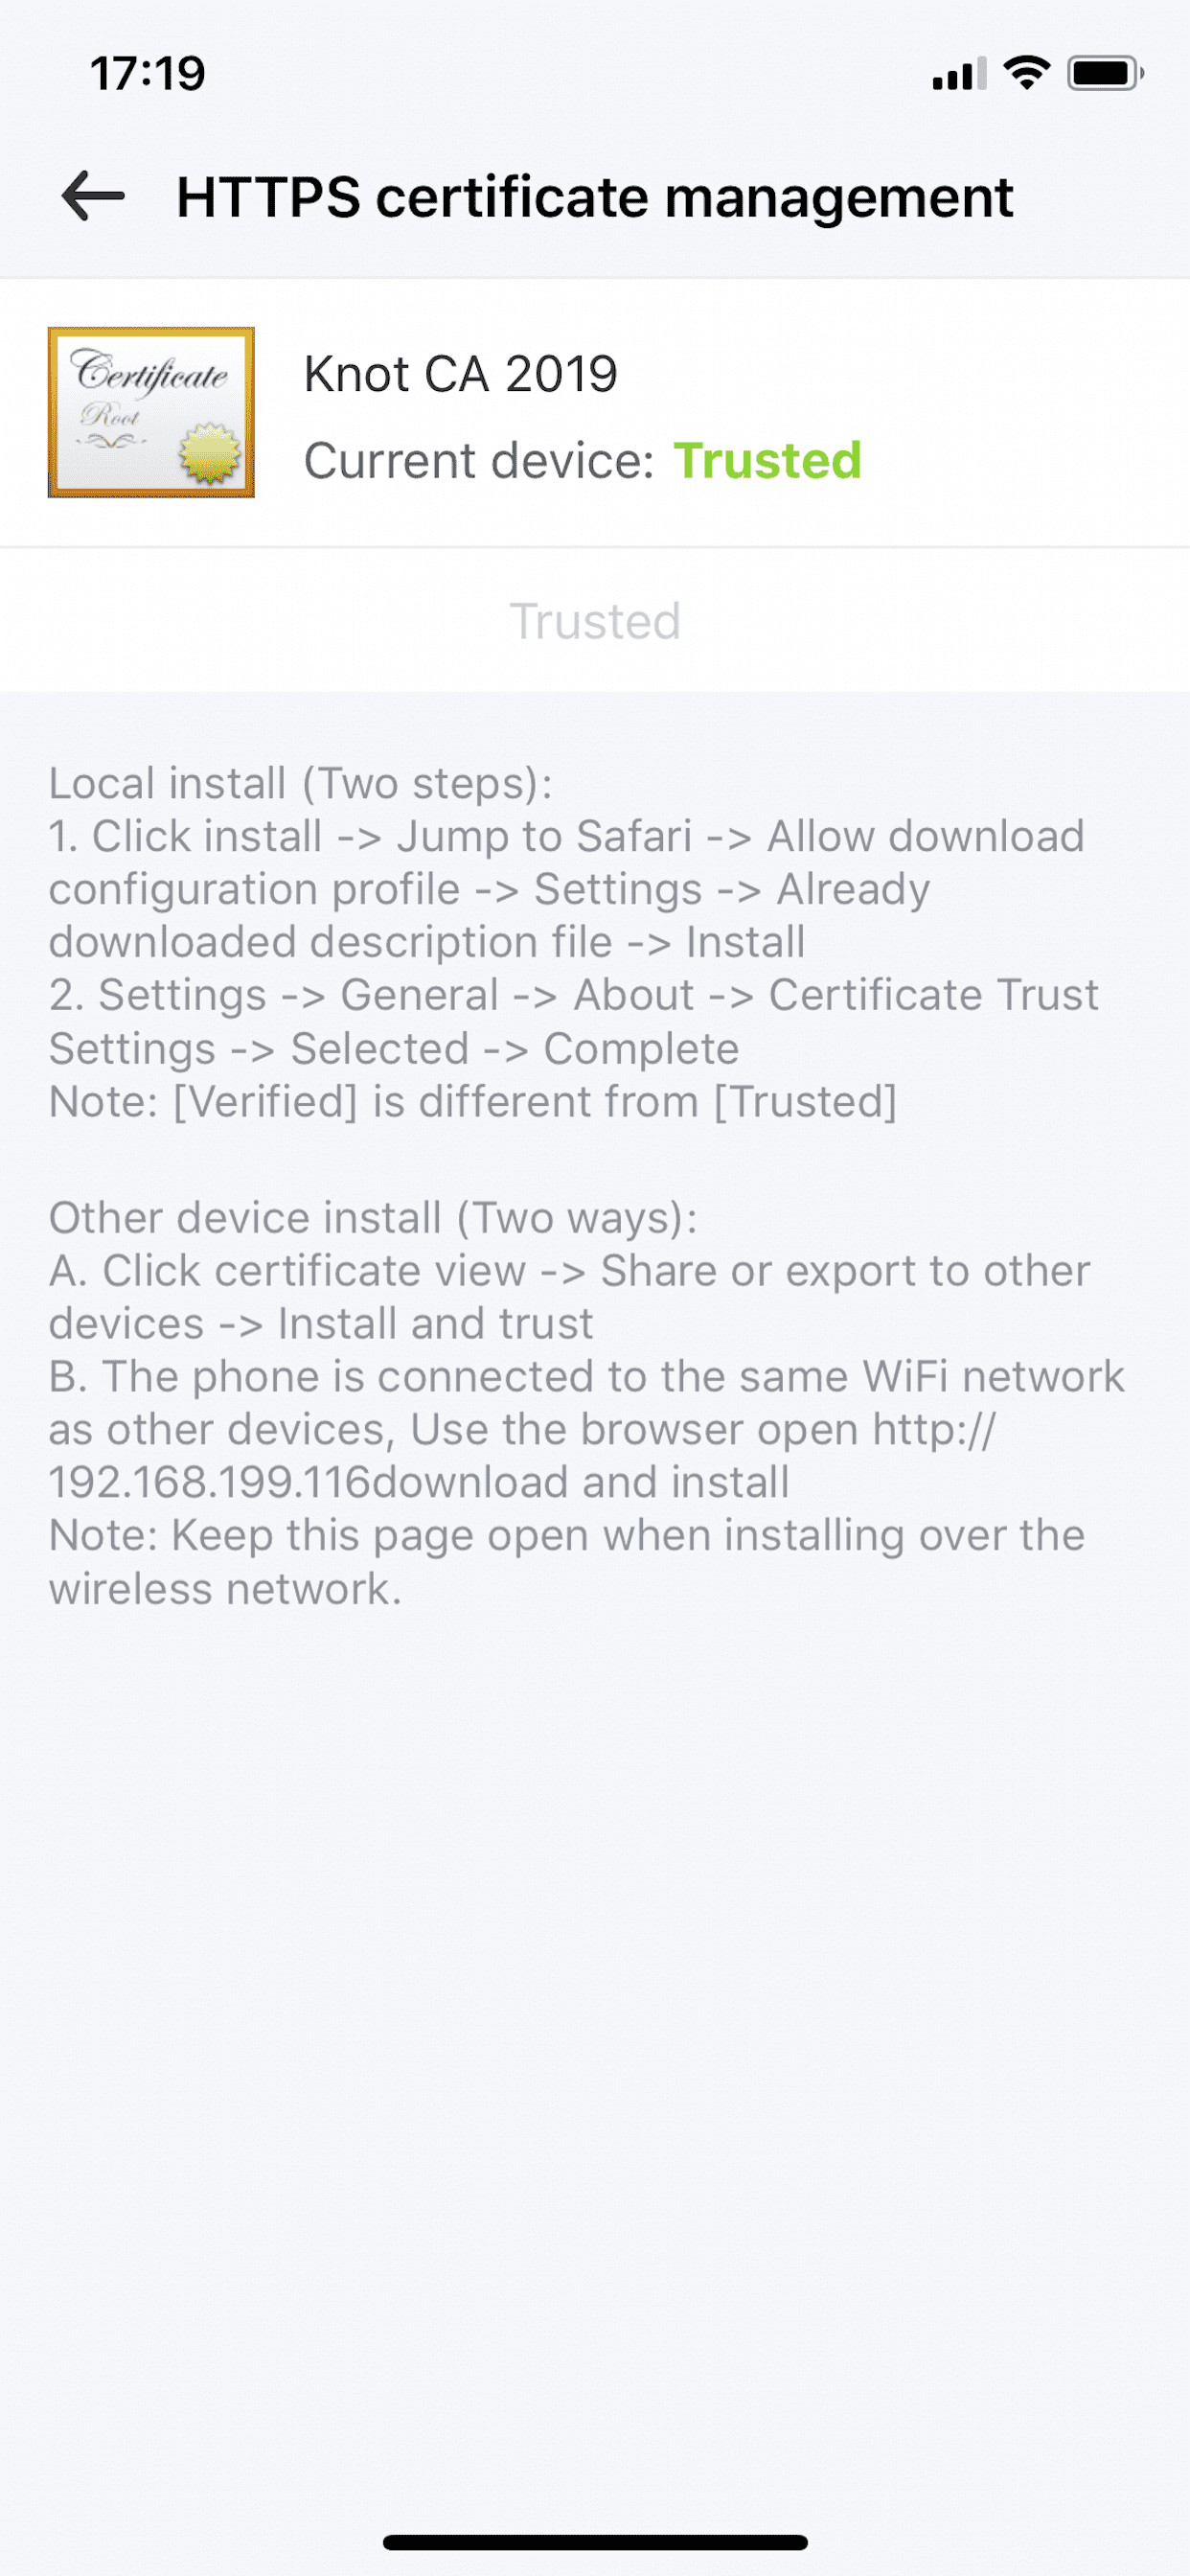 17:19
HTTPS certificate management
Certificate
Root
Knot CA 2019
Current device: Trusted
Trusted
Local install (Two steps):
1. Click install -> Jump to Safari -> Allow download
configuration profile -> Settings -> Already
downloaded description file -> Install
2. Settings -> General -> About -> Certificate Trust
Settings -> Selected -> Complete
Note: [Verified] is different from [Trusted]
Other device install (Two ways):
A. Click certificate view -> Share or export to other
devices -> Install and trust
B. The phone is connected to the same WiFi network
as other devices, Use the browser open http://
192.168.199.116download and install
Note: Keep this page open when installing over the
wireless network.